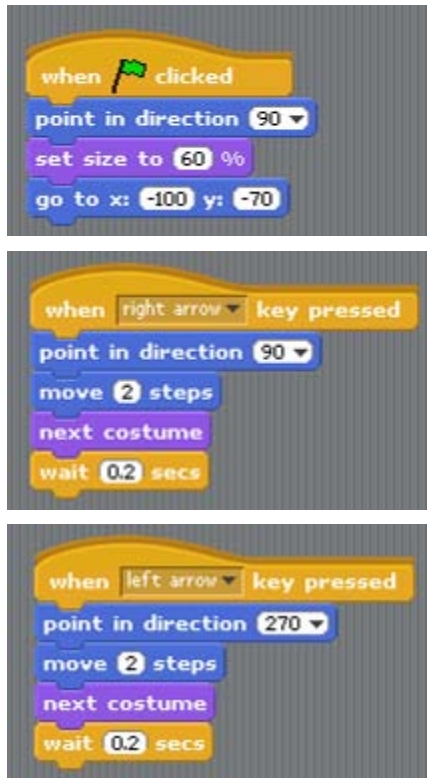 when clicked
point in direction 90
set size to 60 %
go to x: -100 y: -70
when right arrow key pressed
point in direction 90
move 2 steps
next costume
wait 0.2 secs
when left arrow key pressed
point in direction 270
move 2 steps
next costume
wait 0.2 secs